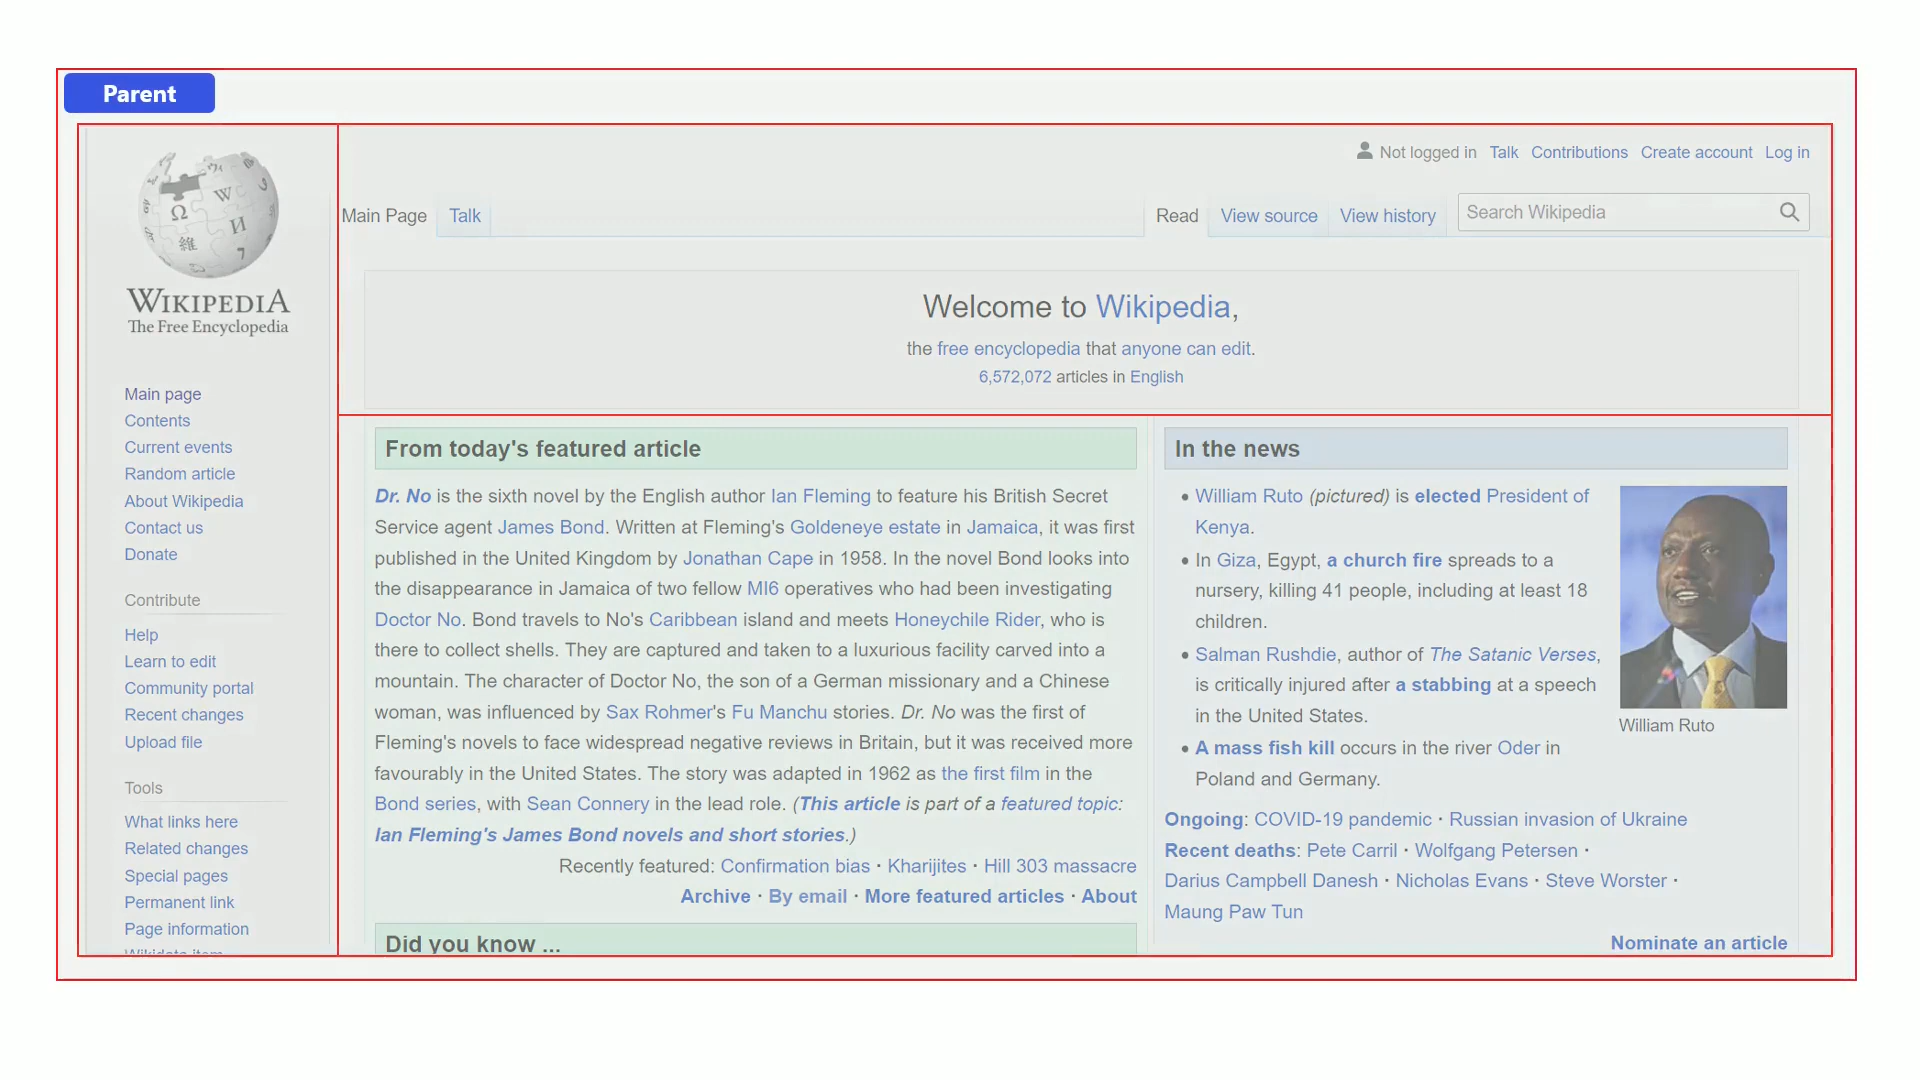 Parent
Not logged in Talk Contributions Create account Log in
Main Page Talk Read View source View history Search Wikipedia
WIKIPEDIA
The Free Encyclopedia
Main page
Contents
Current events
Random article
About Wikipedia
Contact us
Donate
Contribute
Help
Learn to edit
Community portal
Recent changes
Upload file
Tools
What links here
Related changes
Special pages
Permanent link
Page information
Wikidata item
Welcome to Wikipedia,
the free encyclopedia that anyone can edit.
6,572,072 articles in English
From today's featured article
Dr. No is the sixth novel by the English author Ian Fleming to feature his British Secret
Service agent James Bond. Written at Fleming's Goldeneye estate in Jamaica, it was first
published in the United Kingdom by Jonathan Cape in 1958. In the novel Bond looks into
the disappearance in Jamaica of two fellow MI6 operatives who had been investigating
Doctor No. Bond travels to No's Caribbean island and meets Honeychile Rider, who is
there to collect shells. They are captured and taken to a luxurious facility carved into a
mountain. The character of Doctor No, the son of a German missionary and a Chinese
woman, was influenced by Sax Rohmer's Fu Manchu stories. Dr. No was the first of
Fleming's novels to face widespread negative reviews in Britain, but it was received more
favourably in the United States. The story was adapted in 1962 as the first film in the
Bond series, with Sean Connery in the lead role. (This article is part of a featured topic:
Ian Fleming's James Bond novels and short stories.)
Recently featured: Confirmation bias · Kharijites · Hill 303 massacre
Archive · By email · More featured articles · About
Did you know ...
In the news
• William Ruto (pictured) is elected President of
Kenya.
• In Giza, Egypt, a church fire spreads to a
nursery, killing 41 people, including at least 18
children.
• Salman Rushdie, author of The Satanic Verses,
is critically injured after a stabbing at a speech
in the United States.
• A mass fish kill occurs in the river Oder in
Poland and Germany.
William Ruto
Ongoing: COVID-19 pandemic · Russian invasion of Ukraine
Recent deaths: Pete Carril · Wolfgang Petersen ·
Darius Campbell Danesh · Nicholas Evans · Steve Worster ·
Maung Paw Tun
Nominate an article